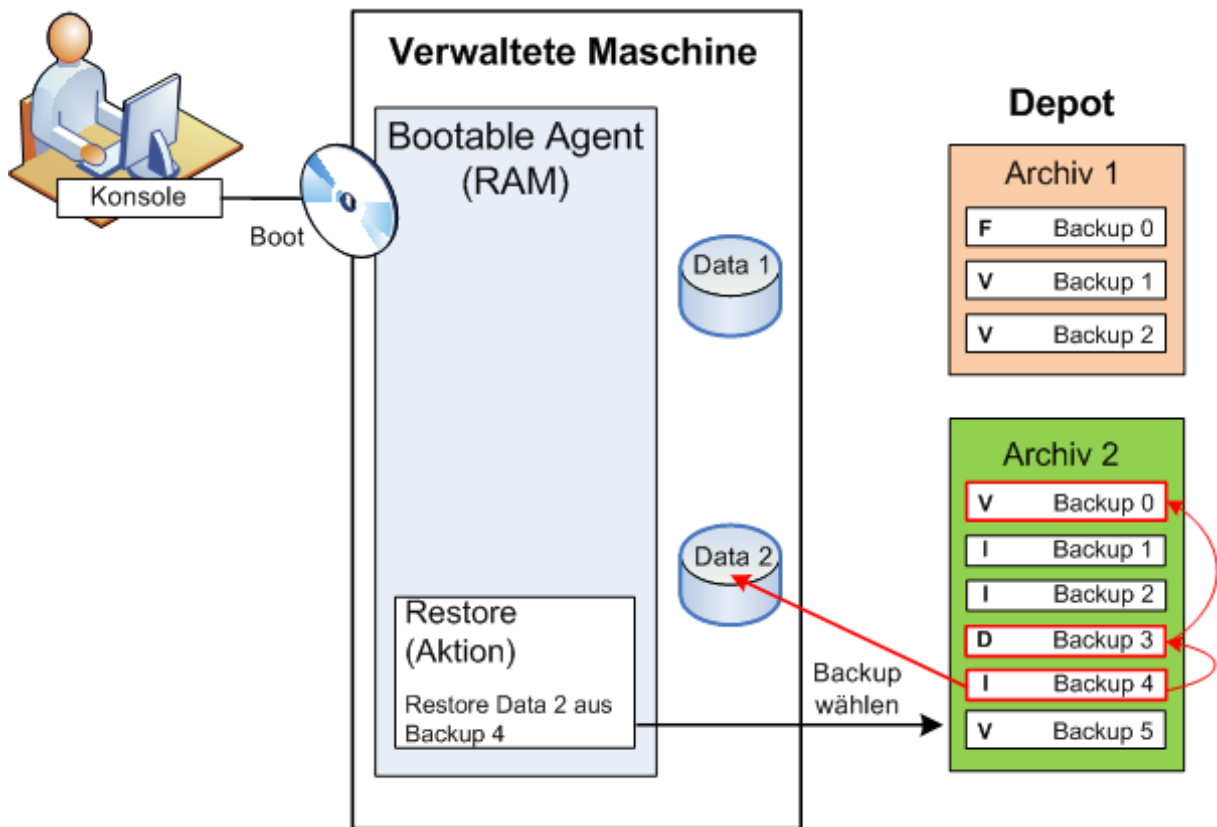 Verwaltete Maschine
Konsole
Boot
Bootable Agent
(RAM)
Data 1
Data 2
Restore
(Aktion)
Restore Data 2 aus
Backup 4
Backup
wählen
Depot
Archiv 1
F Backup 0
V Backup 1
V Backup 2
Archiv 2
V Backup 0
I Backup 1
I Backup 2
D Backup 3
I Backup 4
V Backup 5